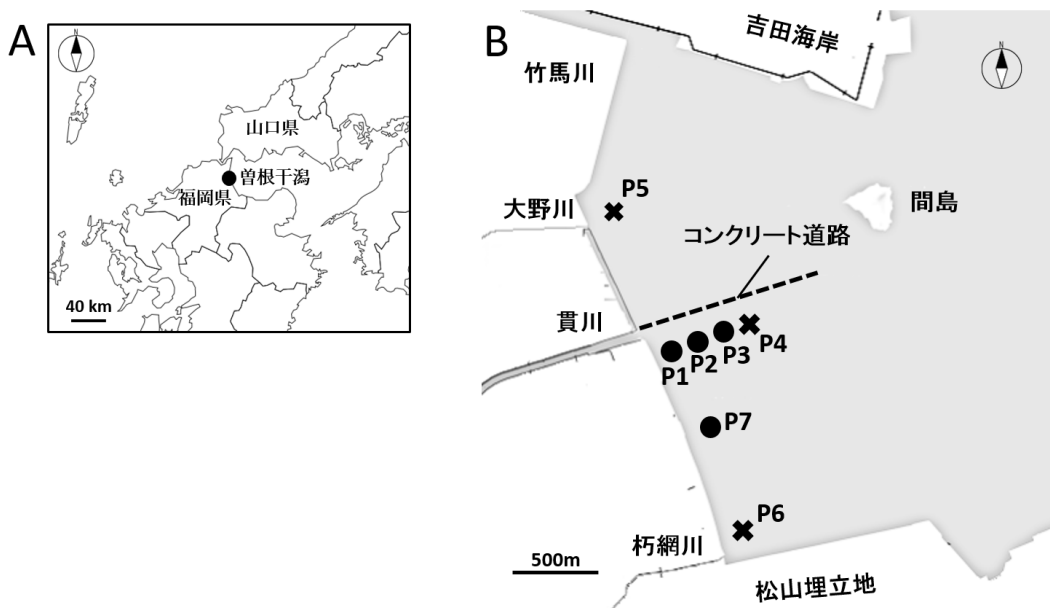 A
N
山口県
曽根干潟
福岡県
40 km
B
吉田海岸
N
竹馬川
P5
間島
大野川
コンクリート道路
貫川
P1
P2
P3
P4
P7
P6
朽網川
500m
松山埋立地